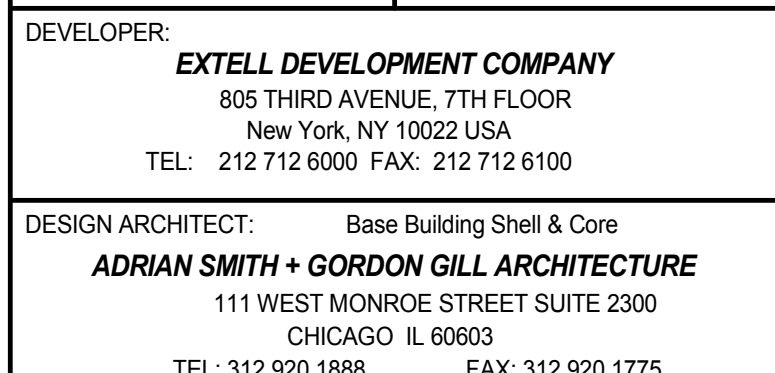 DEVELOPER:
EXTELL DEVELOPMENT COMPANY
805 THIRD AVENUE, 7TH FLOOR
New York, NY 10022 USA
TEL: 212 712 6000 FAX: 212 712 6100
DESIGN ARCHITECT: Base Building Shell & Core
ADRIAN SMITH + GORDON GILL ARCHITECTURE
111 WEST MONROE STREET SUITE 2300
CHICAGO IL 60603
TEL: 312 920 1888 FAX: 312 920 1775